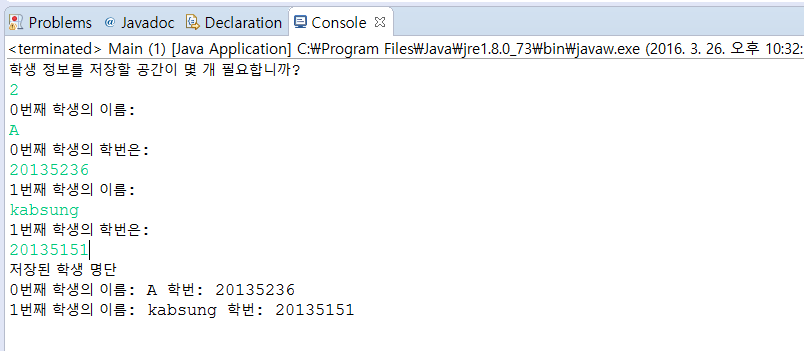 Problems @ Javadoc Declaration Console
<terminated> Main (1) [Java Application] C:₩Program Files₩Java₩jre1.8.0_73₩bin₩javaw.exe (2016. 3. 26. 오후 10:32:
학생 정보를 저장할 공간이 몇 개 필요합니까?
2
0번째 학생의 이름:
A
0번째 학생의 학번은:
20135236
1번째 학생의 이름:
kabsung
1번째 학생의 학번은:
20135151
저장된 학생 명단
0번째 학생의 이름: A 학번: 20135236
1번째 학생의 이름: kabsung 학번: 20135151